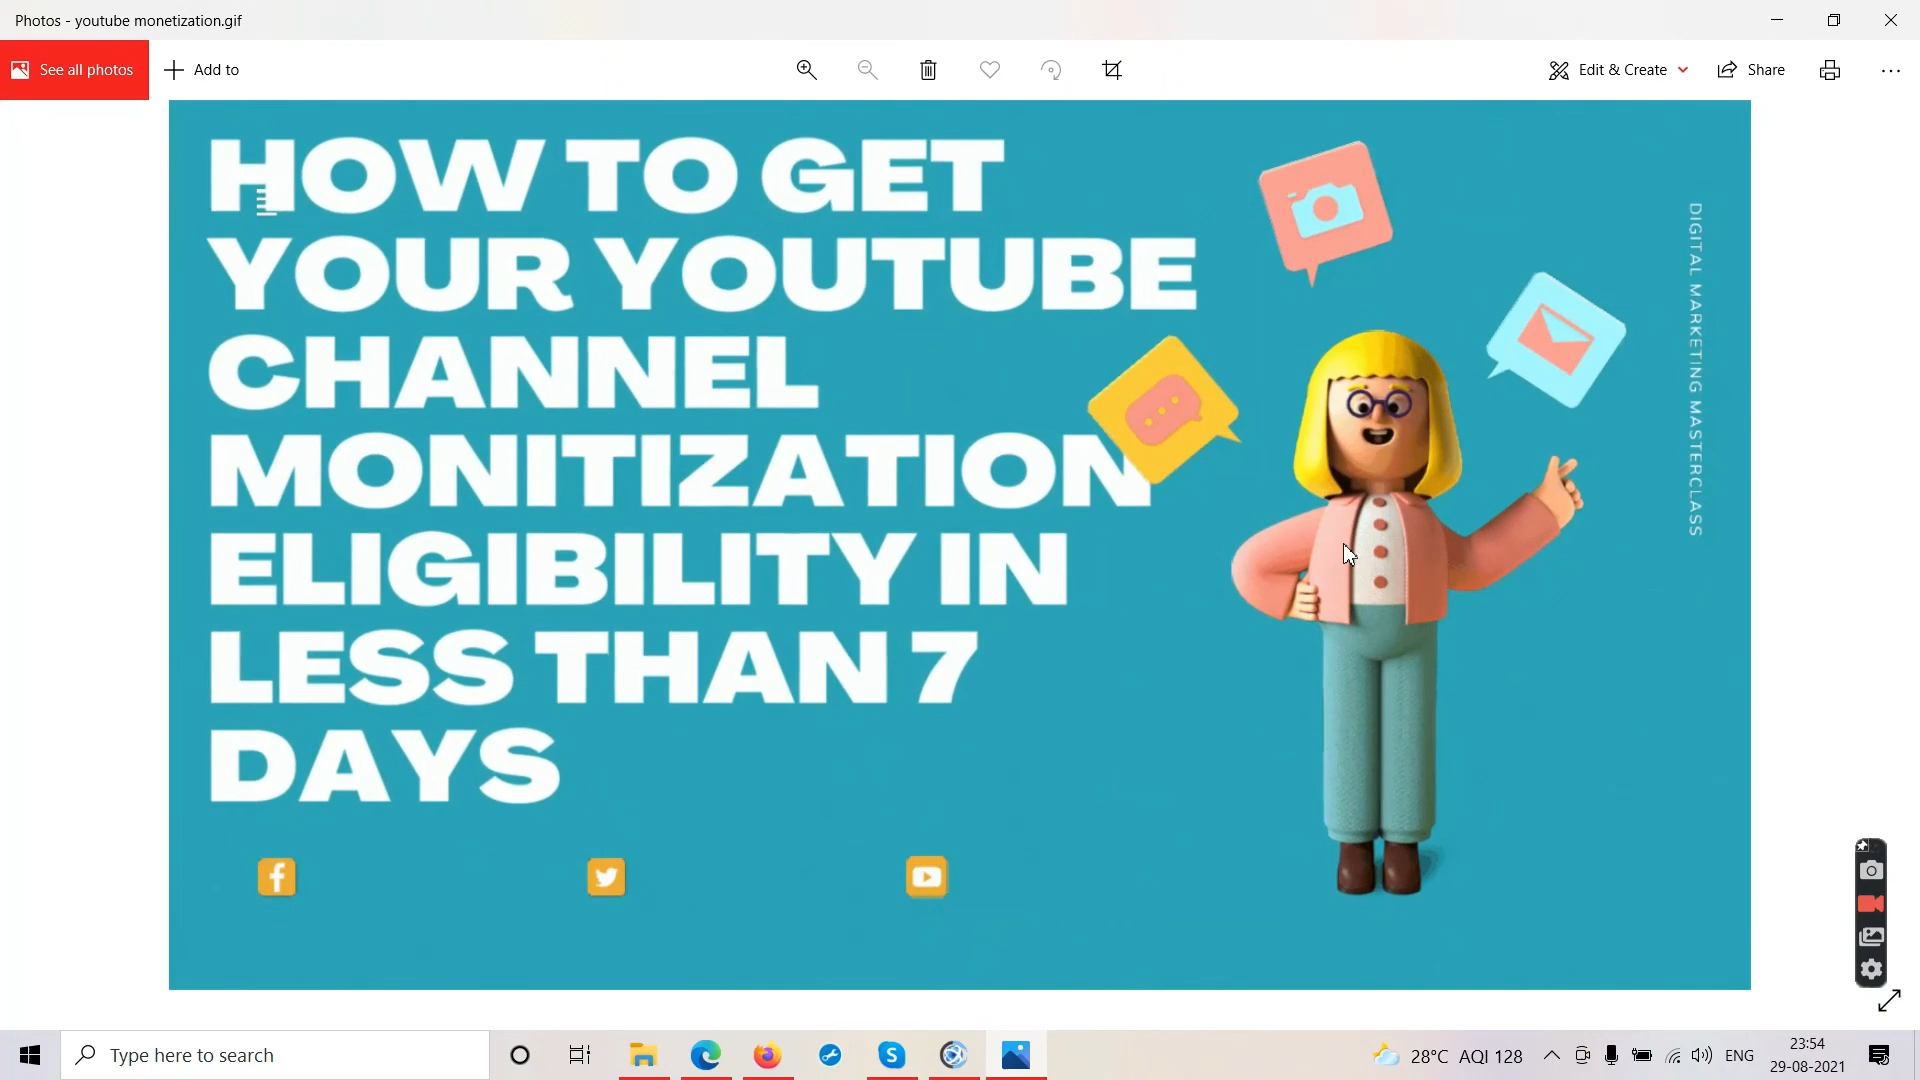 Photos - youtube monetization.gif
See all photos
Add to
Edit & Create
Share
HOW TO GET
YOUR YOUTUBE
CHANNEL
MONITIZATION
ELIGIBILITY IN
LESS THAN 7
DAYS
DIGITAL MARKETING MASTERCLASS
Type here to search
28°C AQI 128
ENG
23:54
29-08-2021